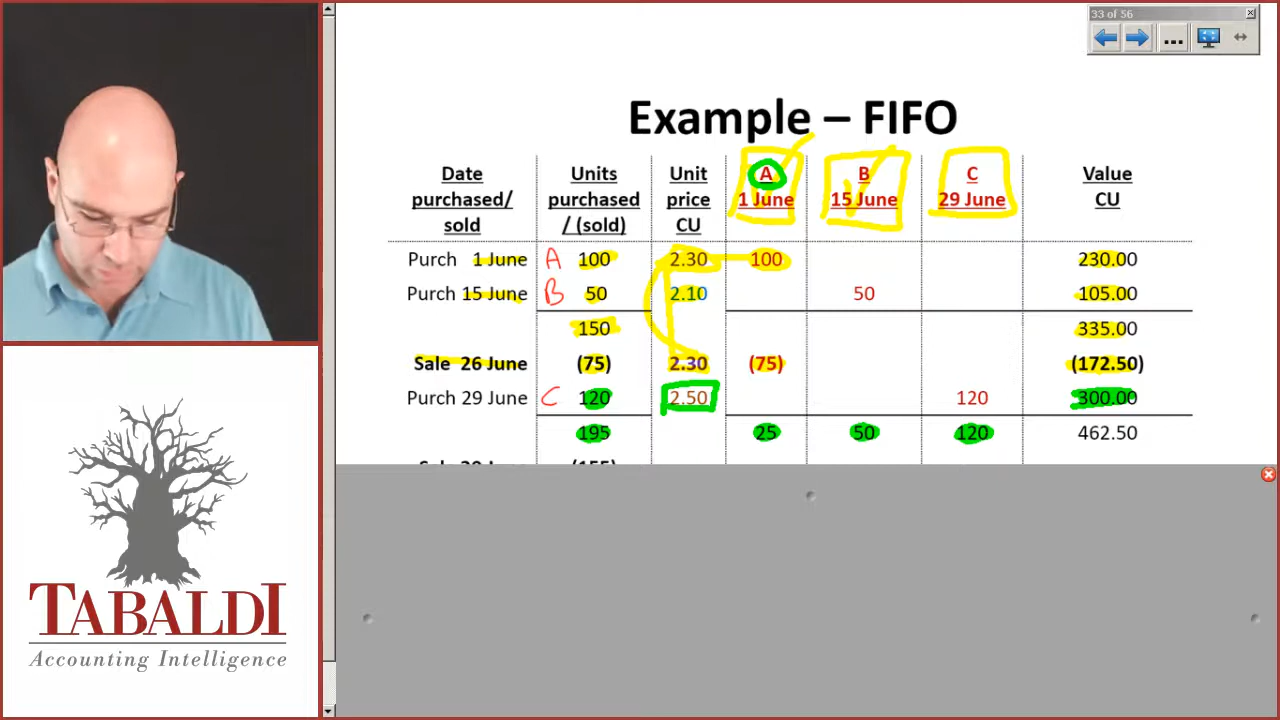 33 of 56
Example – FIFO
Date purchased/ sold
Units purchased / (sold)
Unit price CU
A 1 June
B 15 June
C 29 June
Value CU
Purch 1 June A 100 2.30 100 230.00
Purch 15 June B 50 2.10 50 105.00
150 335.00
Sale 26 June (75) 2.30 (75) (172.50)
Purch 29 June C 120 2.50 120 300.00
195 25 50 120 462.50
TABALDI
Accounting Intelligence